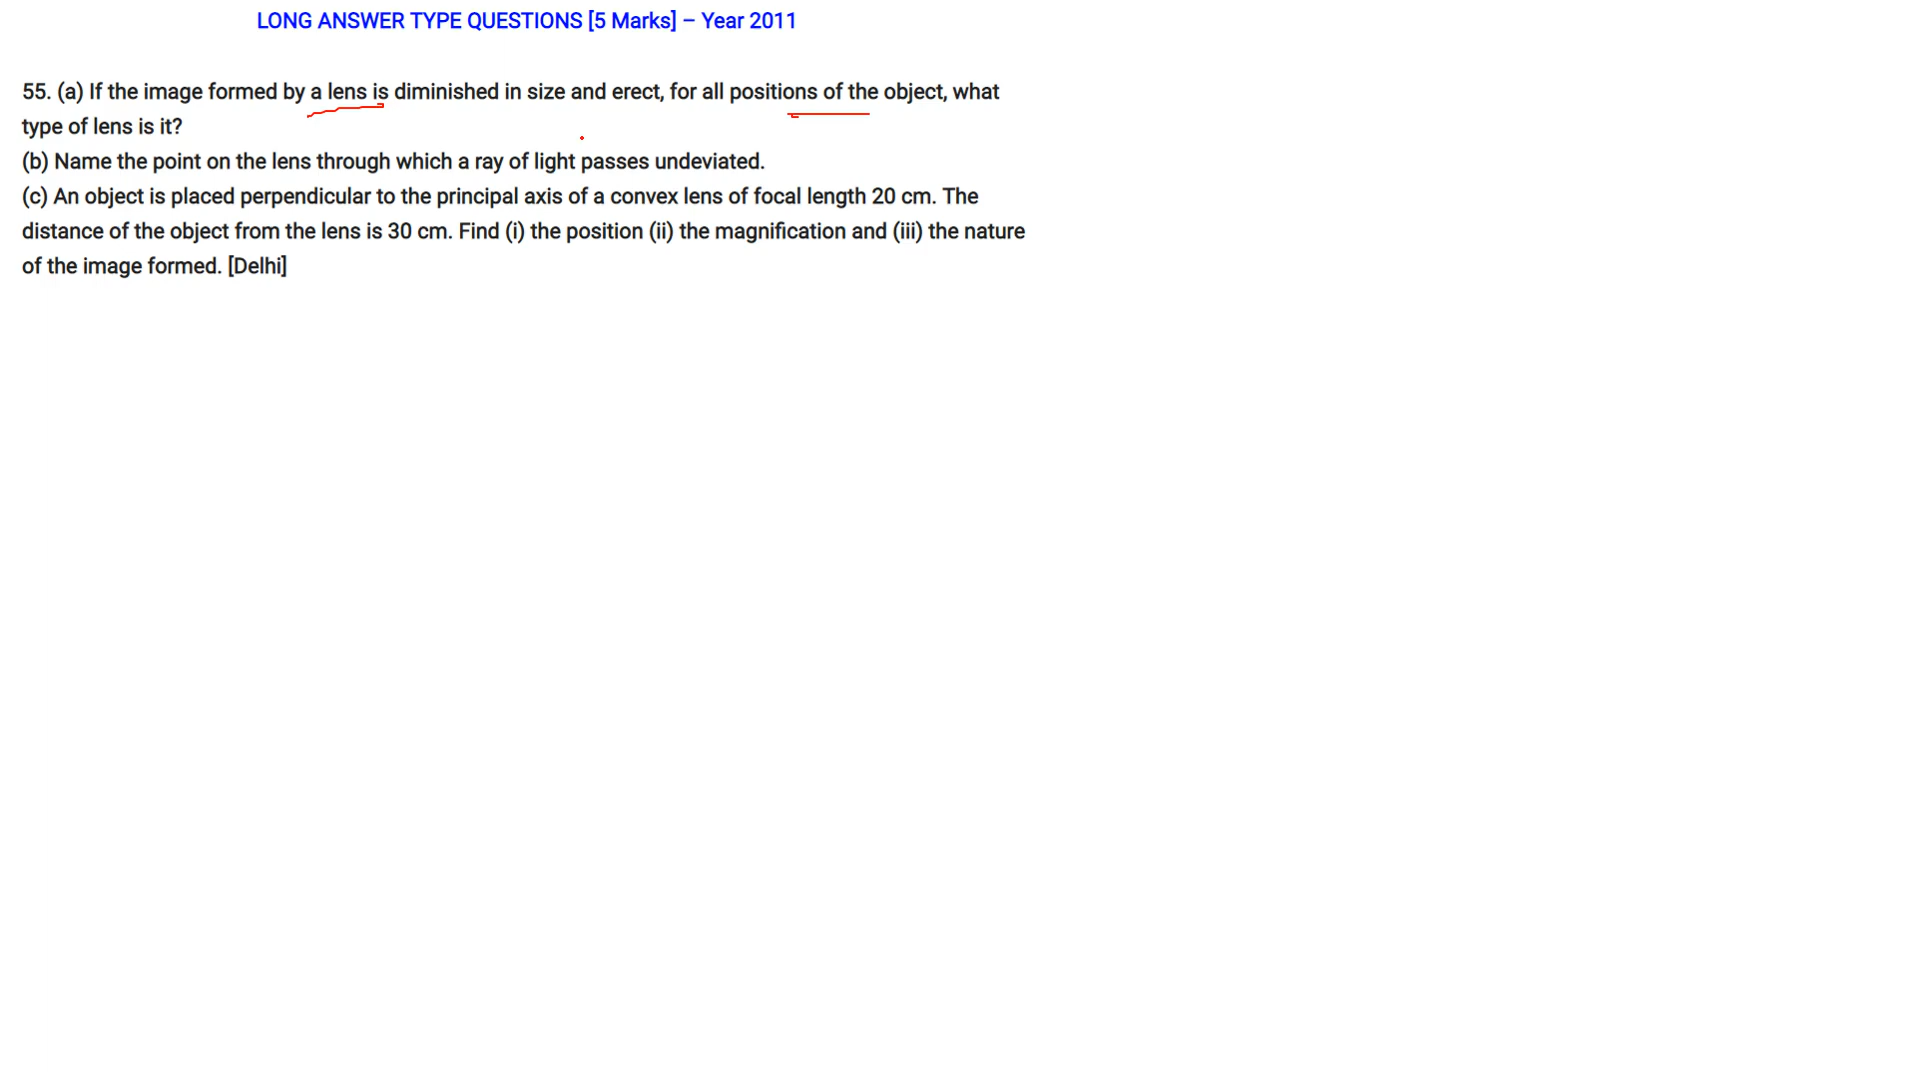 LONG ANSWER TYPE QUESTIONS [5 Marks] – Year 2011
55. (a) If the image formed by a lens is diminished in size and erect, for all positions of the object, what
type of lens is it?
(b) Name the point on the lens through which a ray of light passes undeviated.
(c) An object is placed perpendicular to the principal axis of a convex lens of focal length 20 cm. The
distance of the object from the lens is 30 cm. Find (i) the position (ii) the magnification and (iii) the nature
of the image formed. [Delhi]